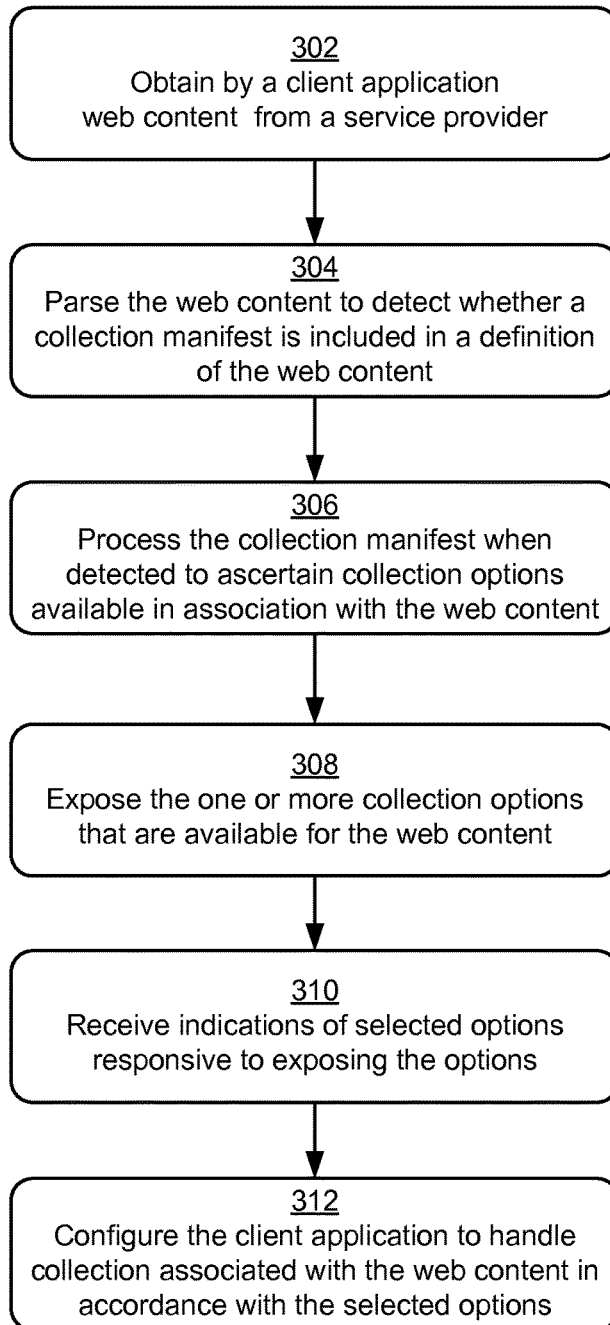 302
Obtain by a client application
web content from a service provider
304
Parse the web content to detect whether a
collection manifest is included in a definition
of the web content
306
Process the collection manifest when
detected to ascertain collection options
available in association with the web content
308
Expose the one or more collection options
that are available for the web content
310
Receive indications of selected options
responsive to exposing the options
312
Configure the client application to handle
collection associated with the web content in
accordance with the selected options